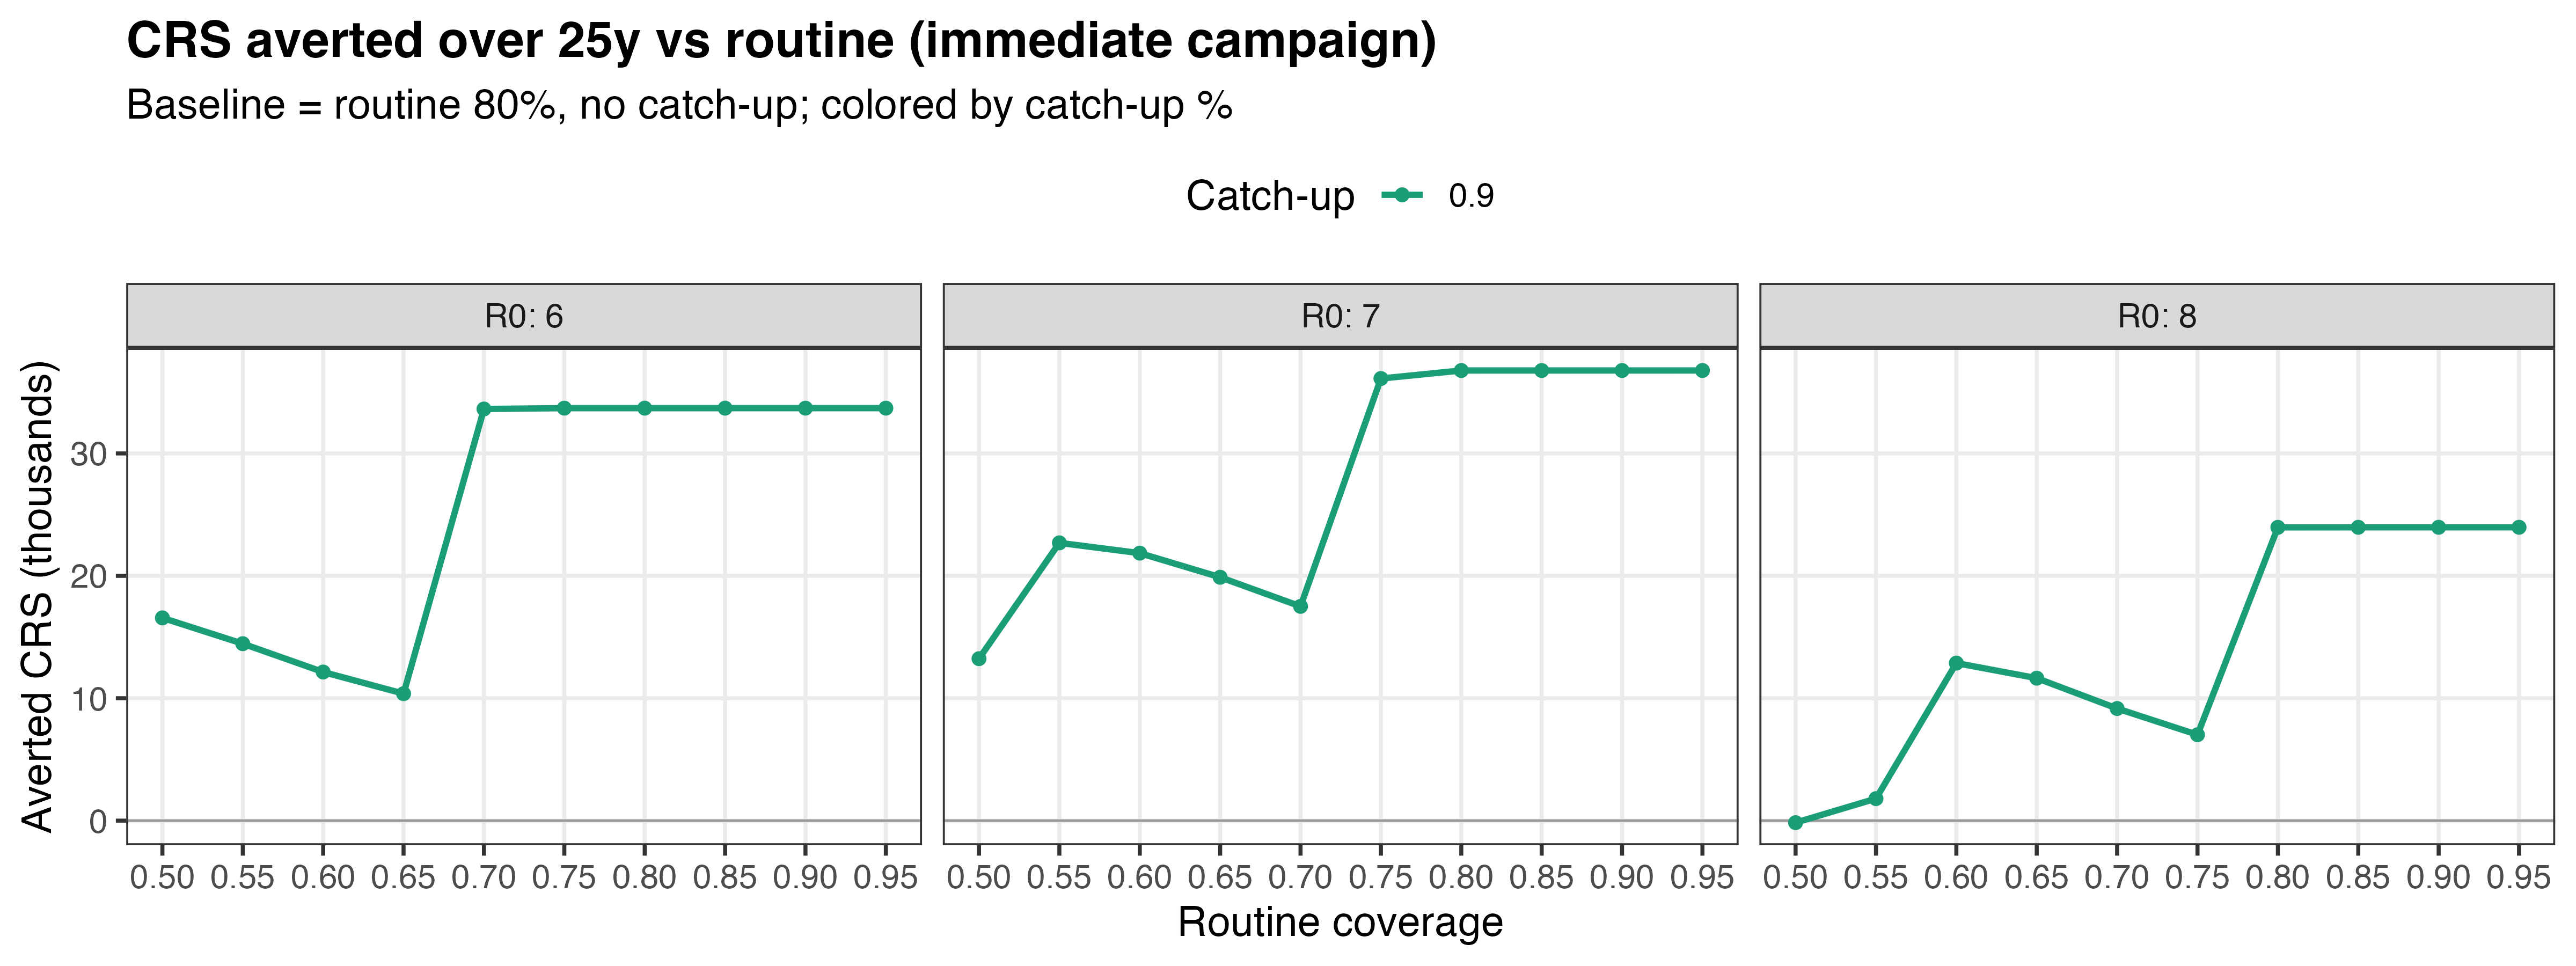 CRS averted over 25y vs routine (immediate campaign)
Baseline = routine 80%, no catch-up; colored by catch-up %
Catch-up 0.9
R0: 6 R0: 7 R0: 8
Averted CRS (thousands)
30
20
10
0
0.50 0.55 0.60 0.65 0.70 0.75 0.80 0.85 0.90 0.95 0.50 0.55 0.60 0.65 0.70 0.75 0.80 0.85 0.90 0.95 0.50 0.55 0.60 0.65 0.70 0.75 0.80 0.85 0.90 0.95
Routine coverage